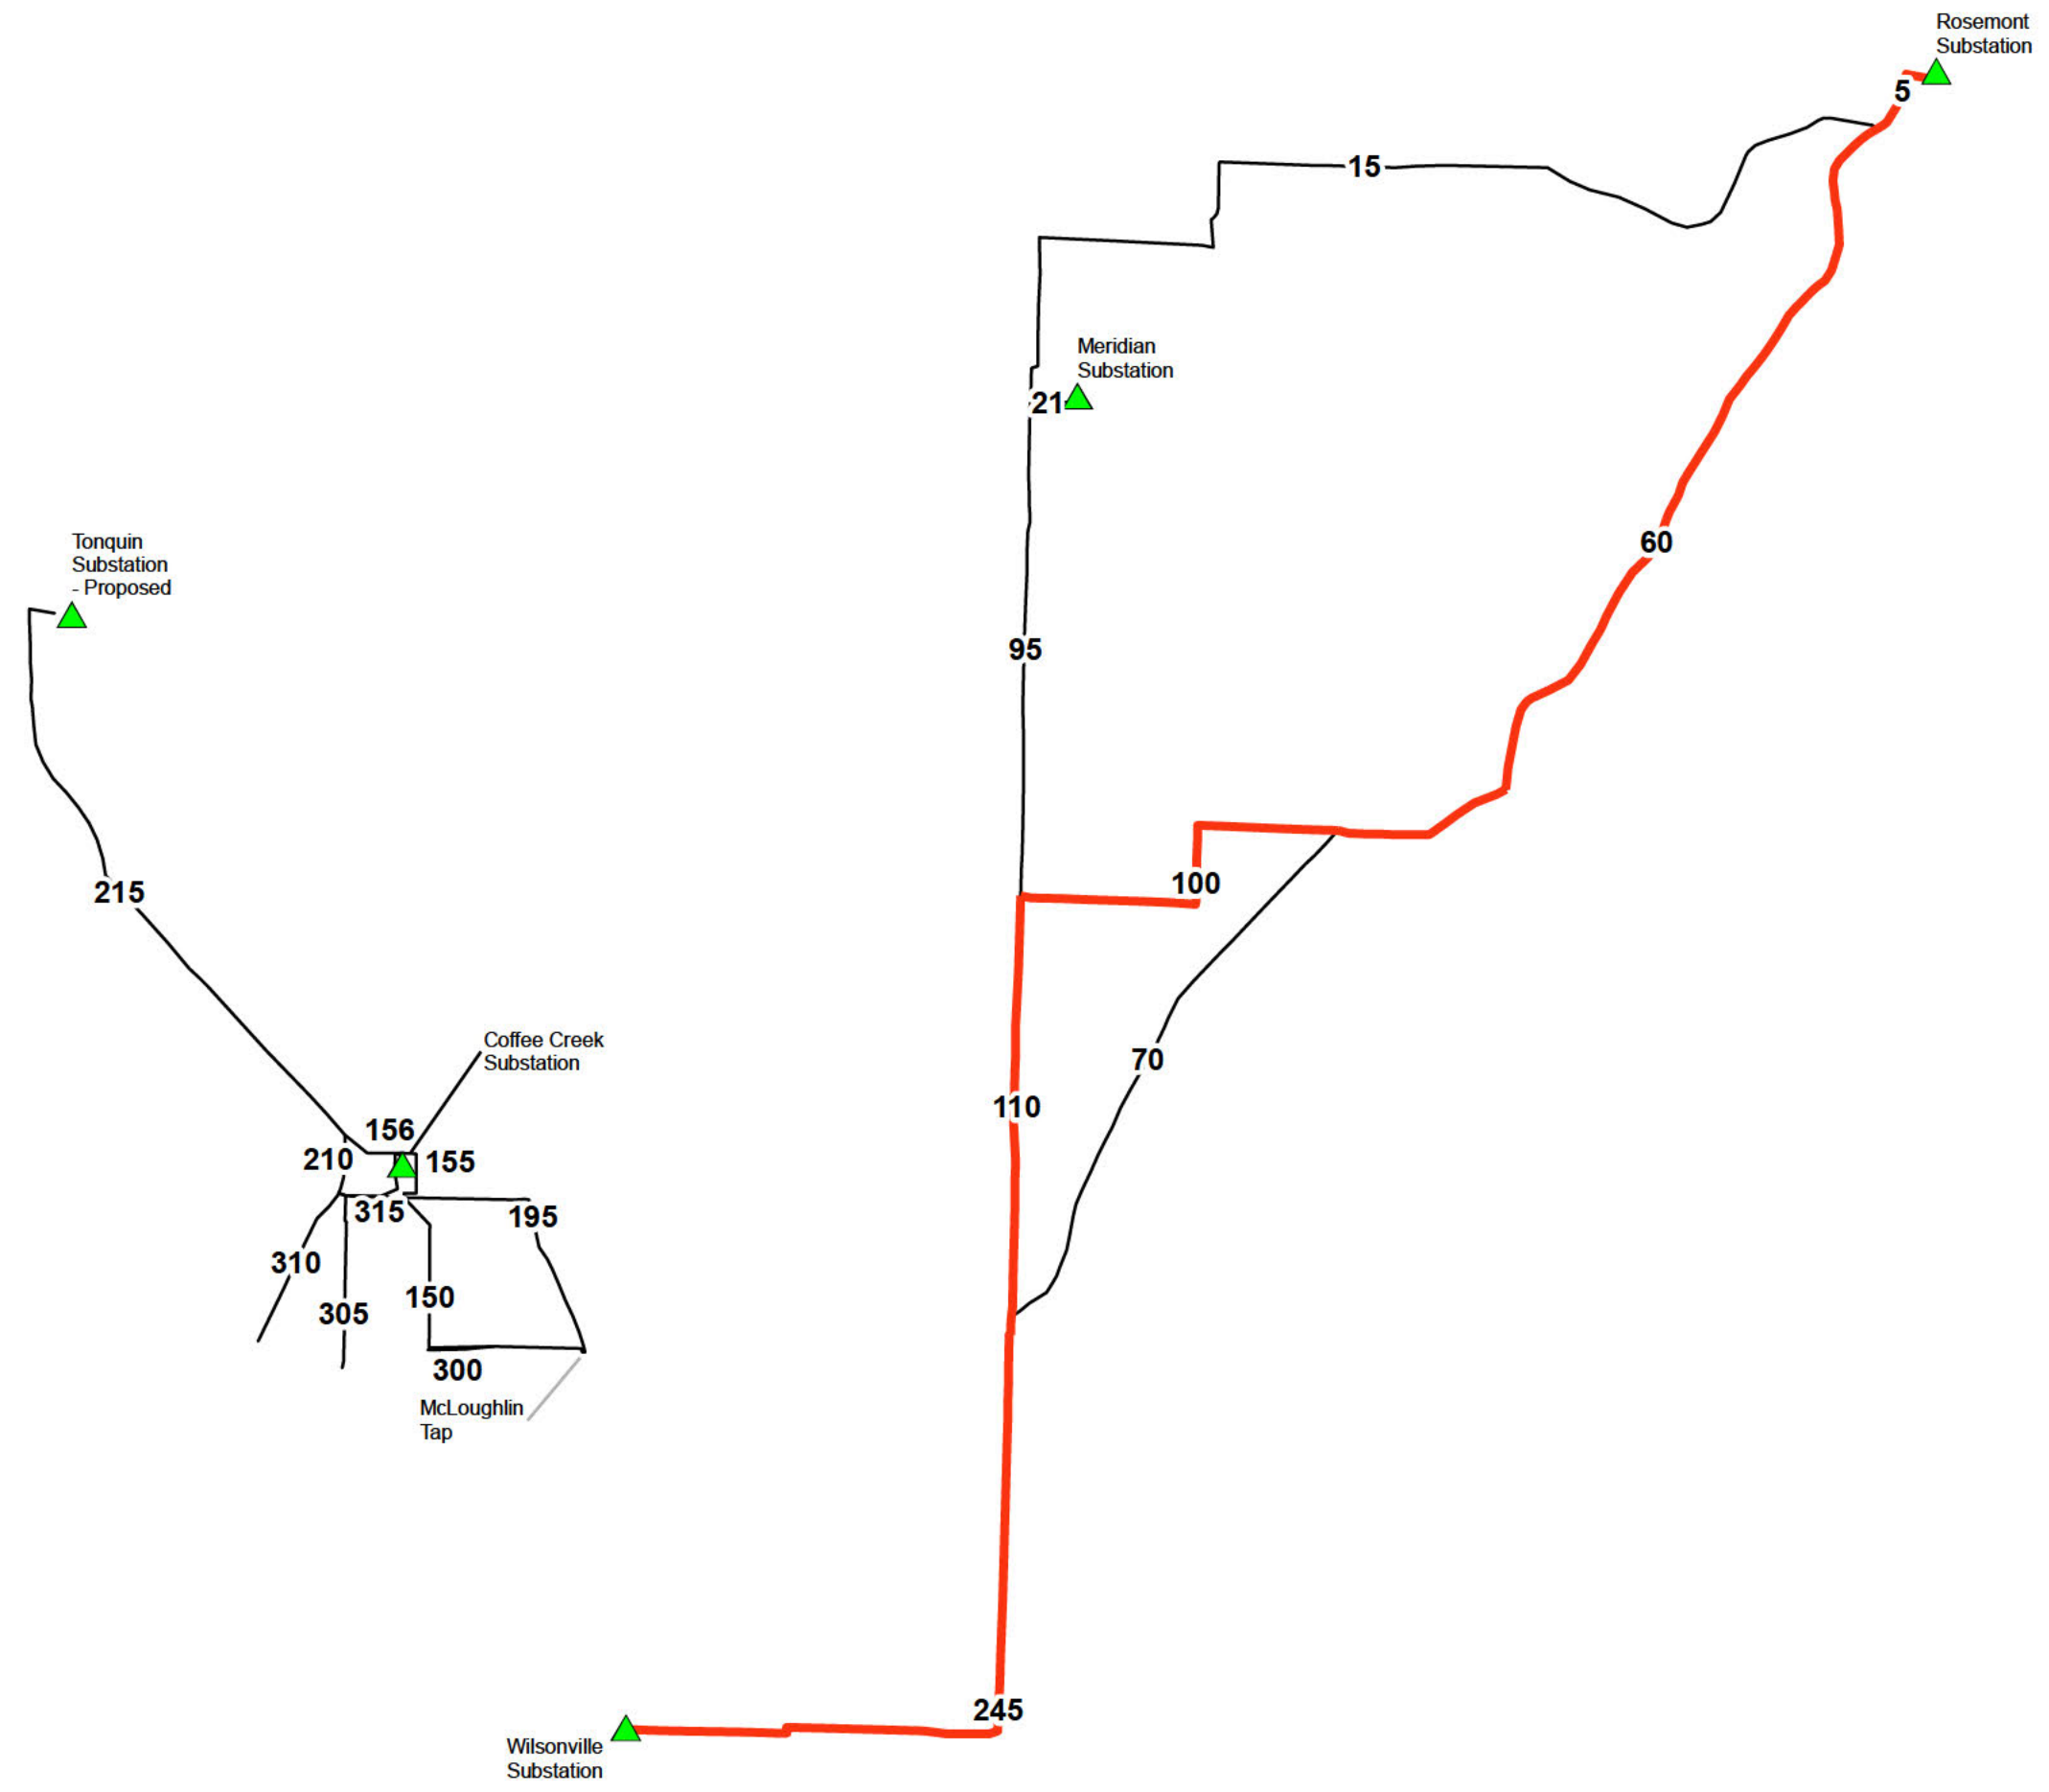 Rosemont
Substation
5
15
Meridian
Substation
21
Tonquin
Substation
- Proposed
60
95
100
215
Coffee Creek
Substation
70
110
156
210
155
315
195
310
150
305
300
McLoughlin
Tap
245
Wilsonville
Substation